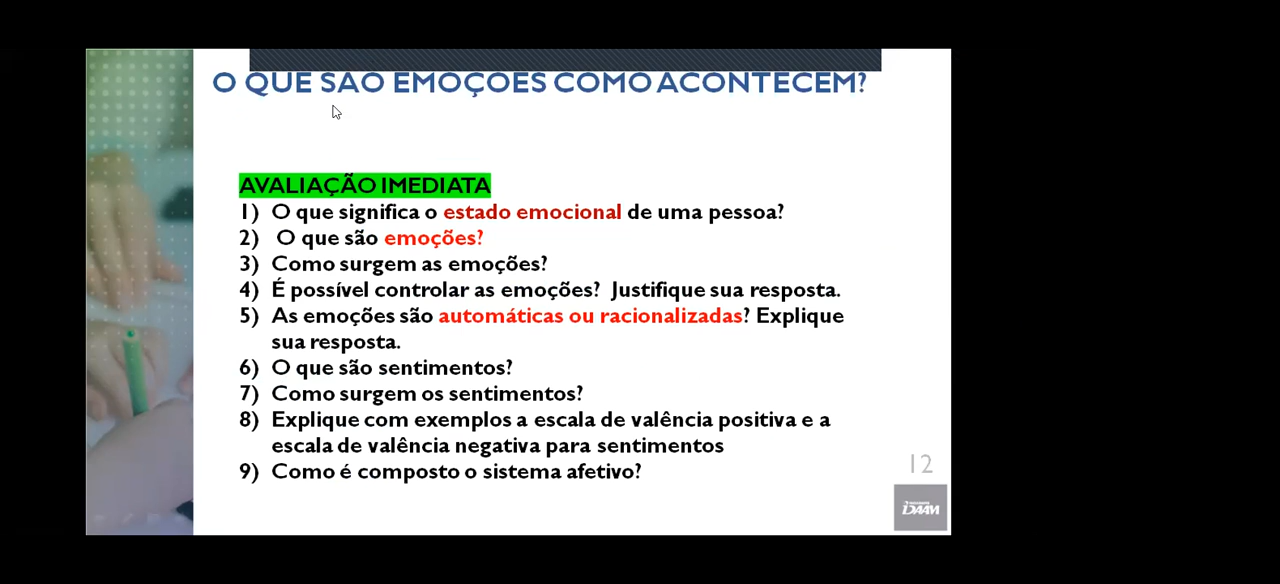 O QUE SÃO EMOÇÕES COMO ACONTECEM?
AVALIAÇÃO IMEDIATA
1) O que significa o estado emocional de uma pessoa?
2) O que são emoções?
3) Como surgem as emoções?
4) É possível controlar as emoções? Justifique sua resposta.
5) As emoções são automáticas ou racionalizadas? Explique
sua resposta.
6) O que são sentimentos?
7) Como surgem os sentimentos?
8) Explique com exemplos a escala de valência positiva e a
escala de valência negativa para sentimentos
9) Como é composto o sistema afetivo?
12
IDAAM